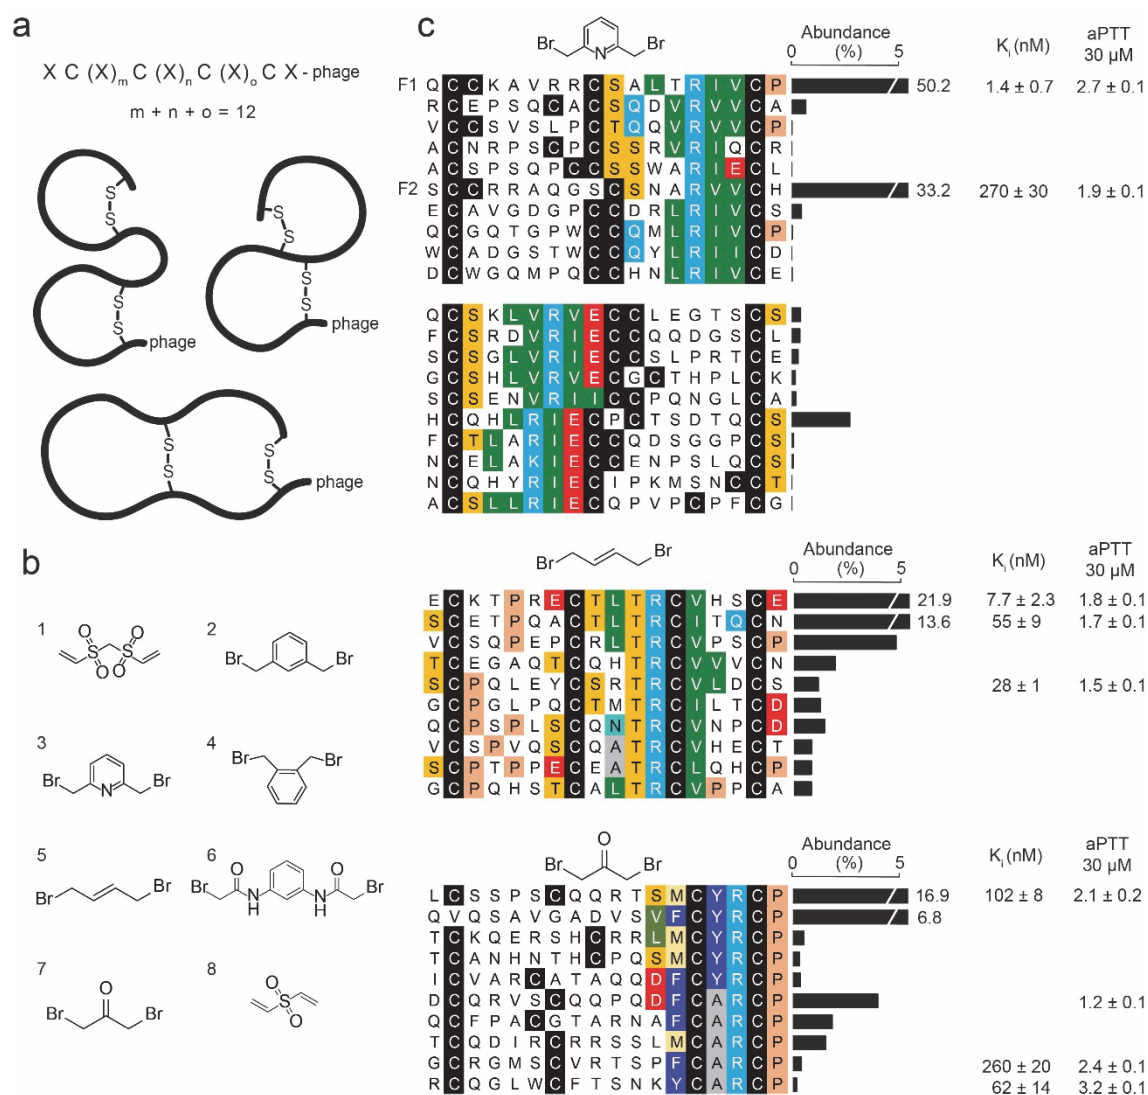 a
X C (X)m C (X)n C (X)o C X - phage
m + n + o = 12
S
S
S
S
phage
S
S
S
S
phage
S
S
S
S
phage
b
1
2
3
4
5
6
7
8
O O O O
S S
Br Br
Br N Br
Br Br
Br Br
Br O N H N H O Br
Br O Br
O S O
c
Br N Br
Abundance (%)
0 5
Ki (nM)
aPTT 30 µM
F1 Q C C K A V R R C S A L T R I V C P 50.2 1.4 ± 0.7 2.7 ± 0.1
R C E P S Q C A C S Q D V R V V C A
V C C S V S L P C T Q Q V R V V C P
A C N R P S C P C S S R V R I Q C R
A C S P S Q P C C S S W A R I E C L
F2 S C C R R A Q G S C S N A R V V C H 33.2 270 ± 30 1.9 ± 0.1
E C A V G D G P C C D R L R I V C S
Q C G Q T G P W C C Q M L R I V C P
W C A D G S T W C C Q Y L R I I C D
D C W G Q M P Q C C H N L R I V C E
Q C S K L V R V E C C L E G T S C S
F C S R D V R I E C C Q Q D G S C L
S C S G L V R I E C C S L P R T C E
G C S H L V R V E C G C T H P L C K
S C S E N V R I I C C P Q N G L C A
H C Q H L R I E C P C T S D T Q C S
F C T L A R I E C C Q D S G G P C S
N C E L A K I E C C E N P S L Q C S
N C Q H Y R I E C I P K M S N C C T
A C S L L R I E C Q P V P C P F C G
Br Br
Abundance (%)
0 5
Ki (nM)
aPTT 30 µM
E C K T P R E C T L T R C V H S C E 21.9 7.7 ± 2.3 1.8 ± 0.1
S C E T P Q A C T L T R C I T Q C N 13.6 55 ± 9 1.7 ± 0.1
V C S Q P E P C R L T R C V P S C P
T C E G A Q T C Q H T R C V V V C N
S C P Q L E Y C S R T R C V L D C S 28 ± 1 1.5 ± 0.1
G C P G L P Q C T M T R C I L T C D
Q C P S P L S C Q N T R C V N P C D
V C S P V Q S C Q A T R C V H E C T
S C P T P P E C E A T R C L Q H C P
G C P Q H S T C A L T R C V P P C A
Br O Br
Abundance (%)
0 5
Ki (nM)
aPTT 30 µM
L C S S P S C Q Q R T S M C Y R C P 16.9 102 ± 8 2.1 ± 0.2
Q V Q S A V G A D V S V F C Y R C P 6.8
T C K Q E R S H C R R L M C Y R C P
T C A N H N T H C P Q S M C Y R C P
I C V A R C A T A Q Q D F C Y R C P
D C Q R V S C Q Q P Q D F C A R C P 1.2 ± 0.1
Q C F P A C G T A R N A F C A R C P
T C Q D I R C R R S S L M C A R C P
G C R G M S C V R T S P F C A R C P 260 ± 20 2.4 ± 0.1
R C Q G L W C F T S N K Y C A R C P 62 ± 14 3.2 ± 0.1